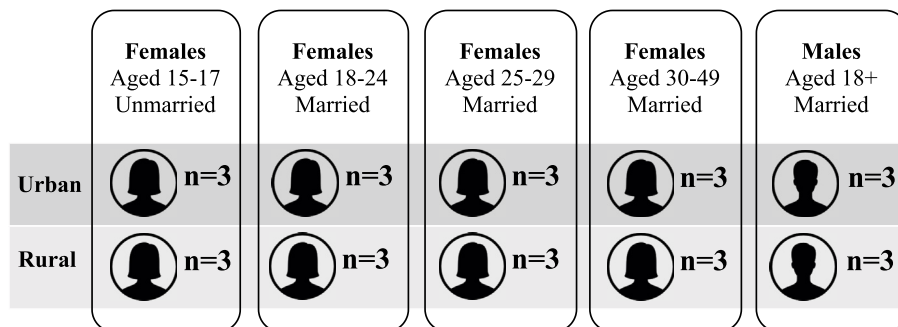 Females
Aged 15-17
Unmarried
Females
Aged 18-24
Married
Females
Aged 25-29
Married
Females
Aged 30-49
Married
Males
Aged 18+
Married
Urban n=3 n=3 n=3 n=3 n=3
Rural n=3 n=3 n=3 n=3 n=3